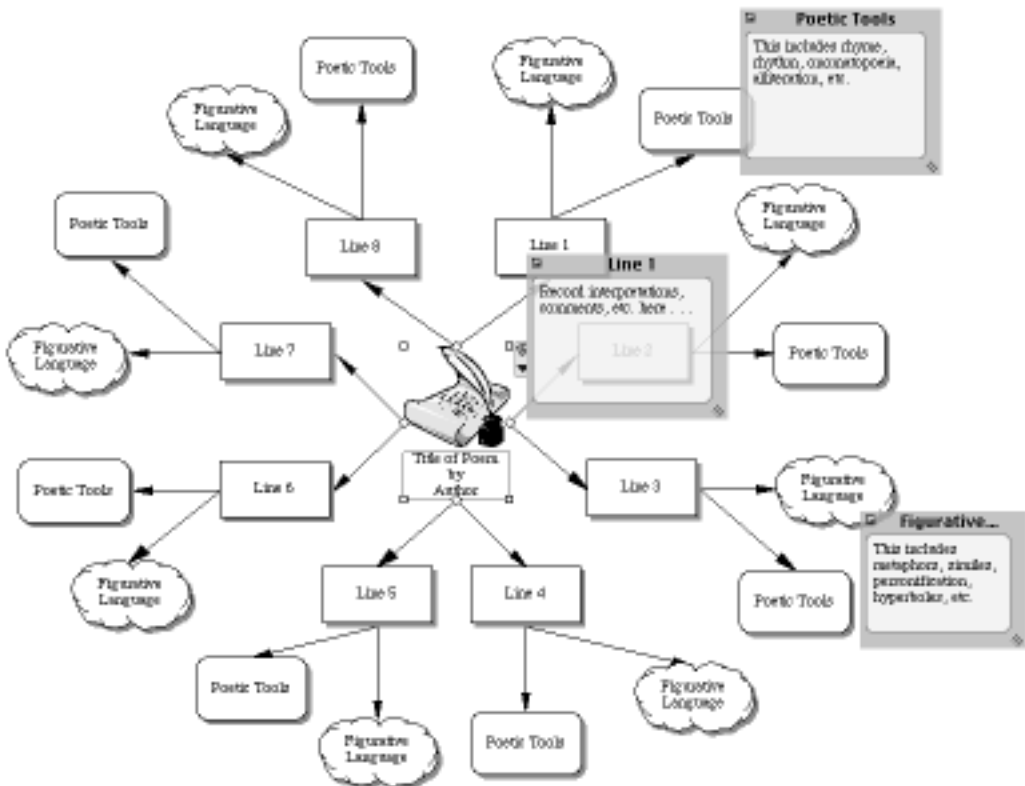 Poetic Tools
This includes rhyme,
rhythm, onomatopoeia,
alliteration, etc.
Poetic Tools
Figurative
Language
Figurative
Language
Poetic Tools
Figurative
Language
Poetic Tools
Line 8
Line 1
Line 1
Record interpretations,
comments, etc. here . . .
Figurative
Language
Line 7
Line 2
Poetic Tools
Title of Poem
by
Author
Poetic Tools
Line 6
Line 3
Figurative
Language
Figurative...
This includes
metaphors, similes,
personification,
hyperboles, etc.
Figurative
Language
Line 5
Line 4
Poetic Tools
Poetic Tools
Figurative
Language
Figurative
Language
Poetic Tools